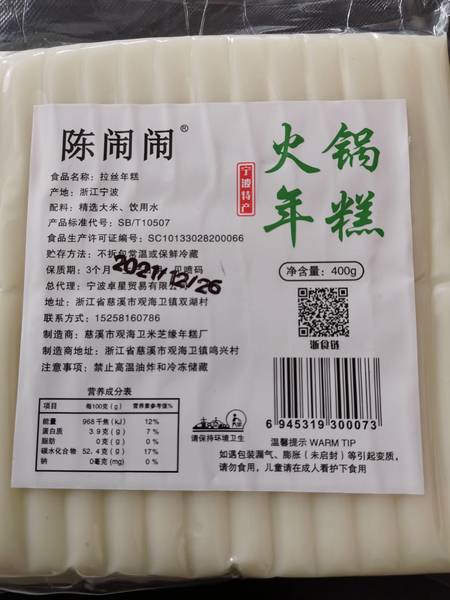 陈闹闹®
食品名称：拉丝年糕
产地：浙江宁波
配料：精选大米、饮用水
产品标准代号：SB/T10507
食品生产许可证编号：SC10133028200066
贮存方法：不拆包常温或保鲜冷藏
保质期：3个月 见喷码
2021/12/26
总代理：宁波卓星贸易有限
地址：浙江省慈溪市观海卫镇双湖村
联系方式：15258160786
制造商：慈溪市观海卫米芝缘年糕厂
制造商地址：浙江省慈溪市观海卫镇鸣兴村
注意事项：禁止高温油炸和冷冻储藏
营养成分表
项目 每100克(g) 营养素参考值%
能量 968千焦(kJ) 12%
蛋白质 3.9克(g) 7%
脂肪 0克(g) 0%
碳水化合物 52.4克(g) 17%
钠 0毫克(mg) 0%
火锅
年糕
宁波特产
净含量：400g
浙食链
6945319300073
请保持环境卫生
温馨提示 WARM TIP
如遇包装漏气、膨胀（未启封）等引起变质，
请勿食用，儿童请在成人看护下食用